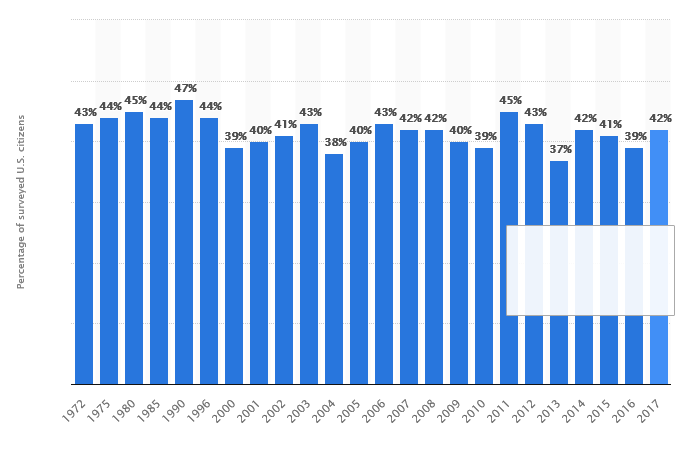 Percentage of surveyed U.S. citizens
43% 44% 45% 44% 47% 44% 39% 40% 41% 43% 38% 40% 43% 42% 42% 40% 39% 45% 43% 37% 42% 41% 39% 42%
1972 1975 1980 1985 1990 1996 2000 2001 2002 2003 2004 2005 2006 2007 2008 2009 2010 2011 2012 2013 2014 2015 2016 2017